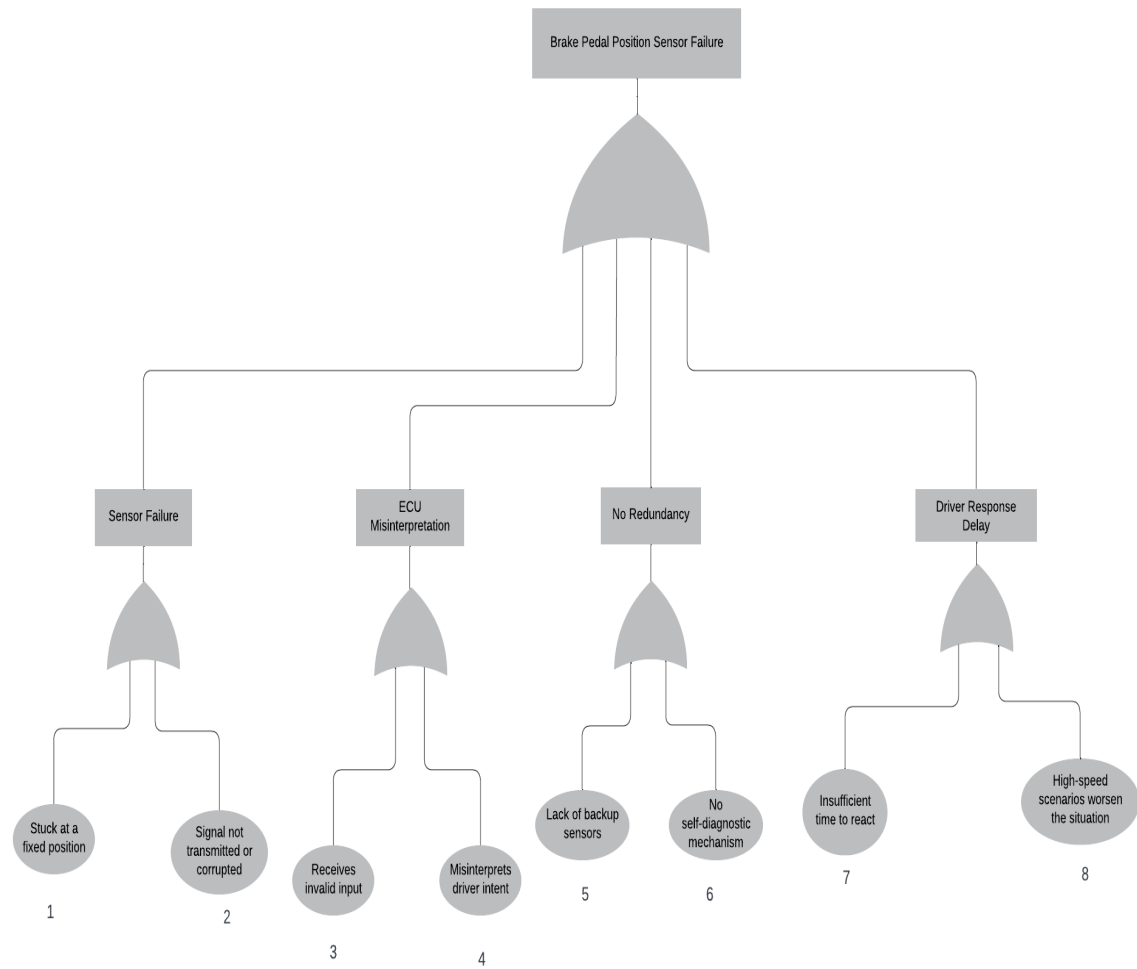 Brake Pedal Position Sensor Failure
Sensor Failure
ECU
Misinterpretation
No Redundancy
Driver Response
Delay
Stuck at a
fixed position
Signal not
transmitted or
corrupted
Receives
invalid input
Misinterprets
driver intent
Lack of backup
sensors
No
self-diagnostic
mechanism
Insufficient
time to react
High-speed
scenarios worsen
the situation
1
2
3
4
5
6
7
8